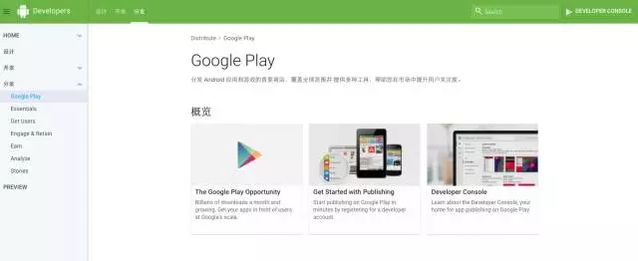 Developers
设计 开发 分发
Search
DEVELOPER CONSOLE
HOME
设计
开发
分发
Google Play
Essentials
Get Users
Engage & Retain
Earn
Analyze
Stories
PREVIEW
Distribute > Google Play
Google Play
分发 Android 应用和游戏的首要商店，覆盖全球范围并提供多种工具，帮助您在市场中提升用户关注度。
概览
The Google Play Opportunity
Billions of downloads a month and
growing. Get your apps in front of users
at Google's scale.
Get Started with Publishing
Start publishing on Google Play in
minutes by registering for a developer
account.
Developer Console
Learn about the Developer Console, your
home for app publishing on Google Play.